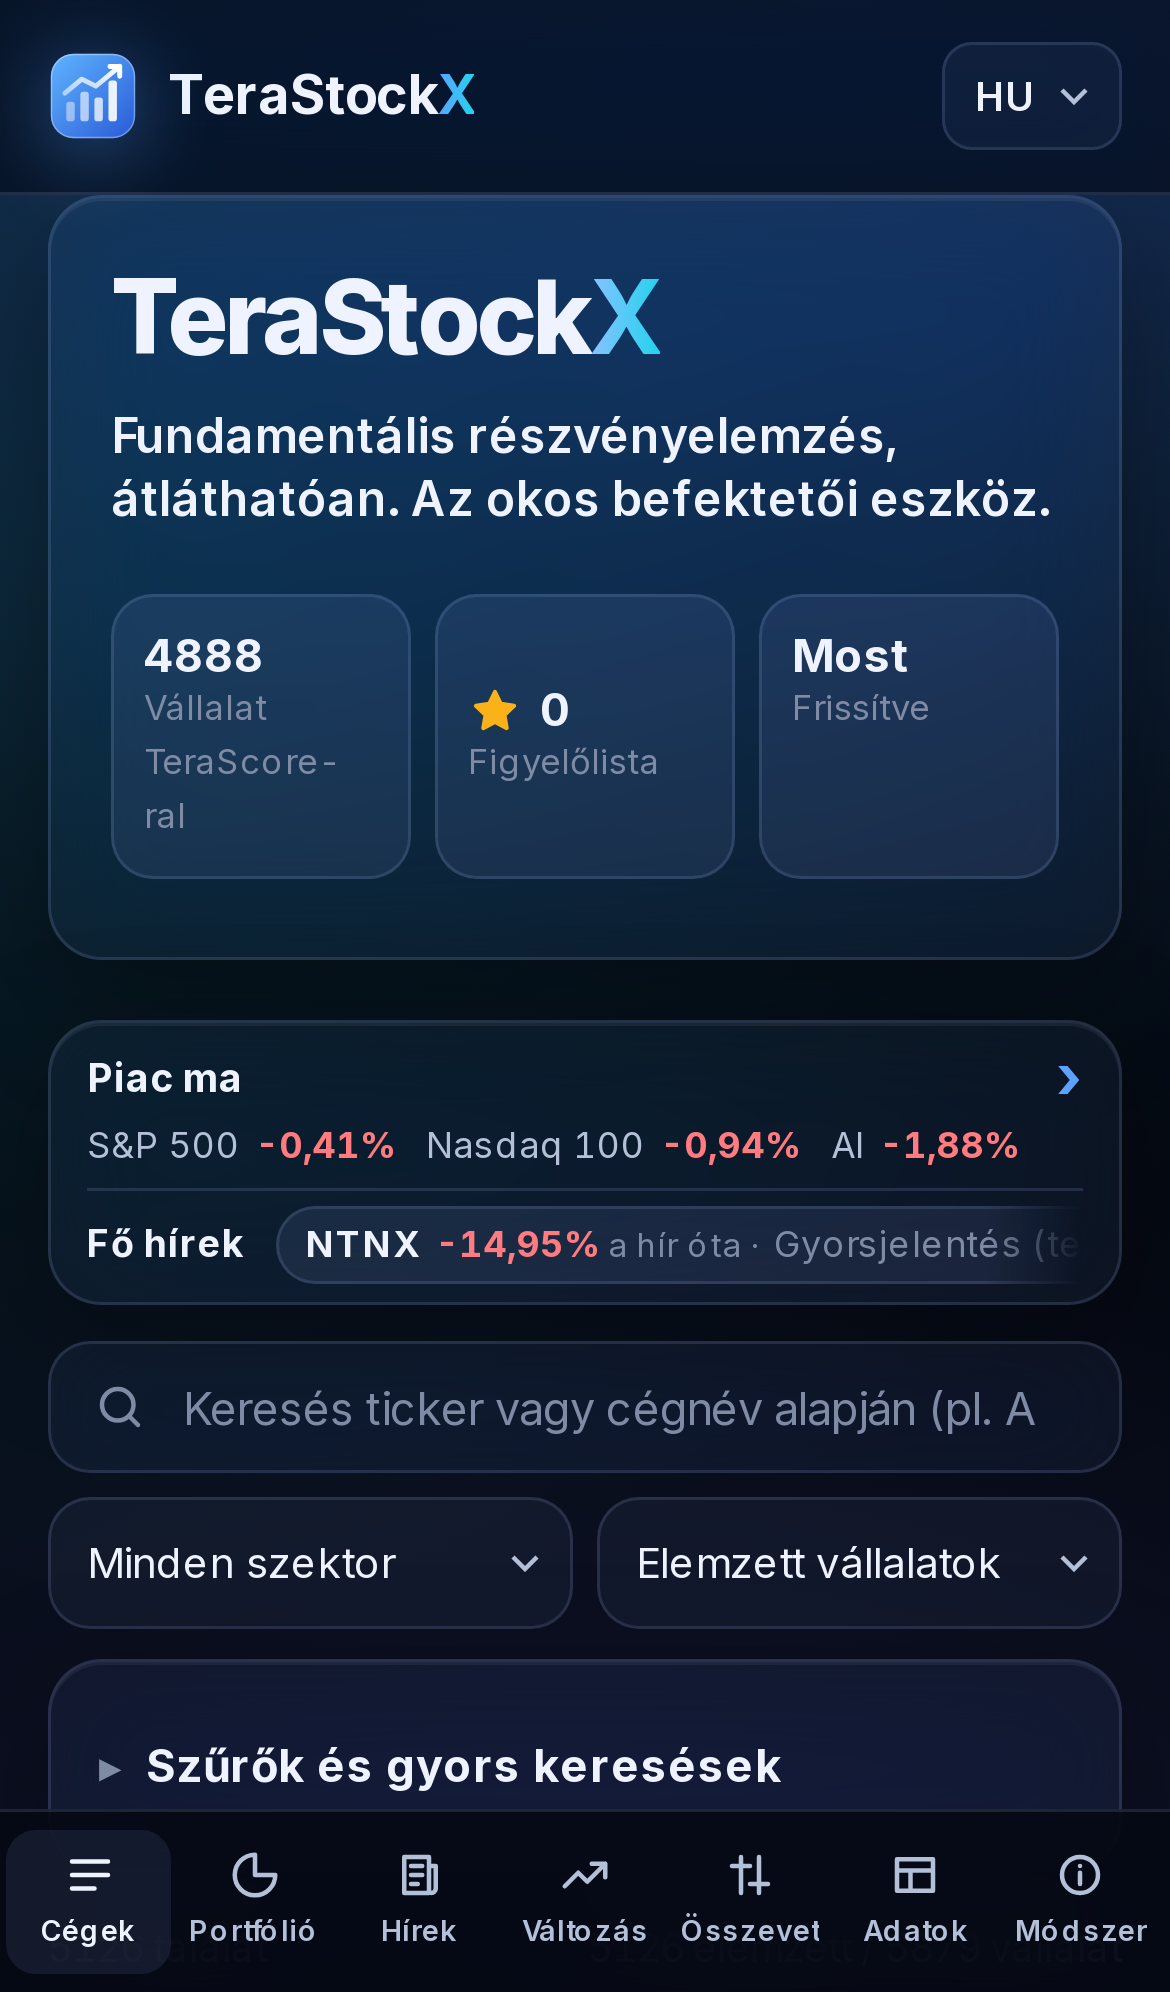 TeraStockX
HU
TeraStockX
Fundamentális részvényelemzés,
átláthatóan. Az okos befektetői eszköz.
4888
Vállalat
TeraScore-
ral
0
Figyelőlista
Most
Frissítve
Piac ma
S&P 500 -0,41% Nasdaq 100 -0,94% AI -1,88%
Fő hírek NTNX -14,95% a hír óta · Gyorsjelentés (te
Keresés ticker vagy cégnév alapján (pl. A
Minden szektor
Elemzett vállalatok
Szűrők és gyors keresések
Cégek Portfólió Hírek Változás Összevet Adatok Módszer